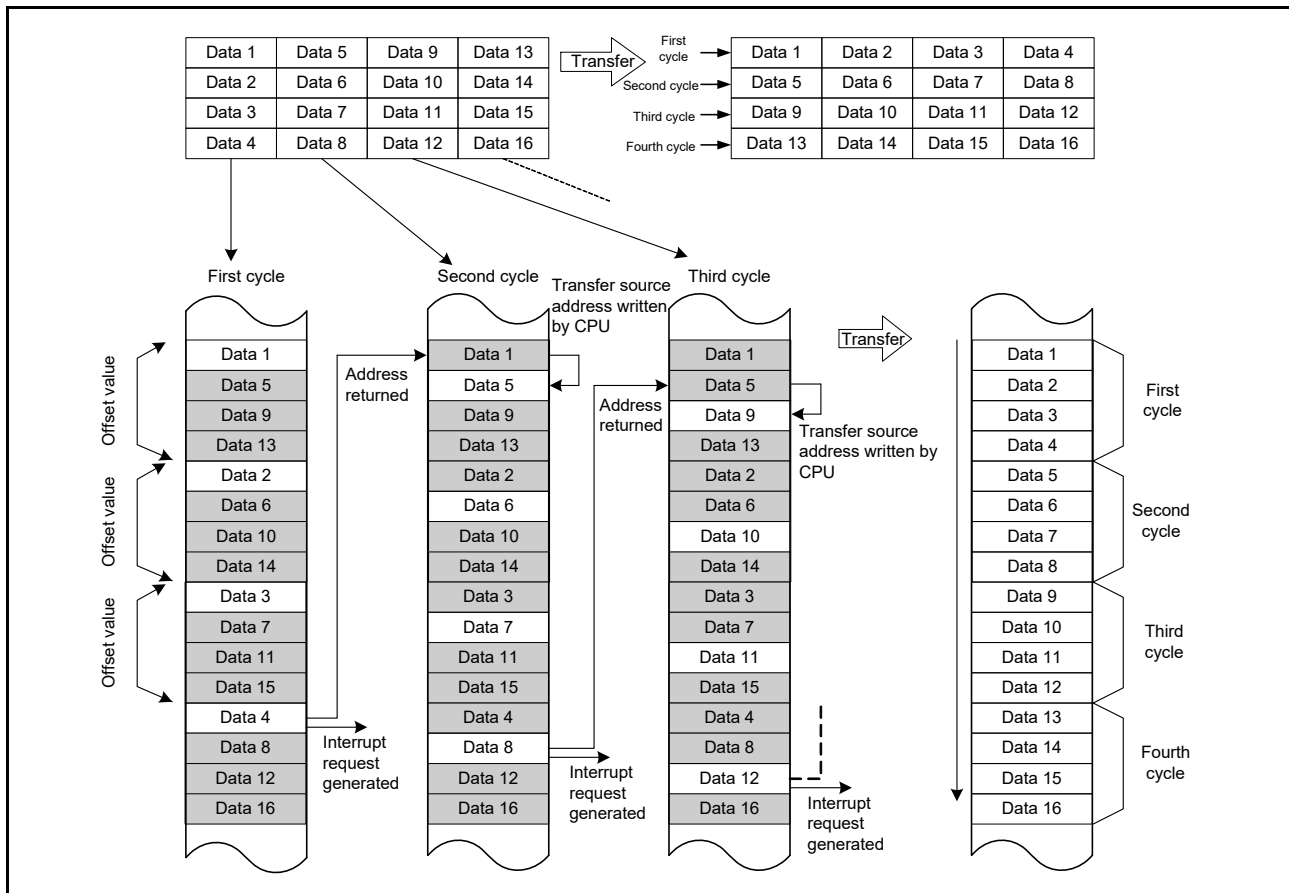 Data 1 Data 5 Data 9 Data 13
Data 2 Data 6 Data 10 Data 14
Data 3 Data 7 Data 11 Data 15
Data 4 Data 8 Data 12 Data 16
Transfer
First
cycle
Second cycle
Third cycle
Fourth cycle
Data 1 Data 2 Data 3 Data 4
Data 5 Data 6 Data 7 Data 8
Data 9 Data 10 Data 11 Data 12
Data 13 Data 14 Data 15 Data 16
First cycle
Offset value
Offset value
Offset value
Data 1
Data 5
Data 9
Data 13
Data 2
Data 6
Data 10
Data 14
Data 3
Data 7
Data 11
Data 15
Data 4
Data 8
Data 12
Data 16
Address
returned
Interrupt
request
generated
Second cycle
Transfer source
address written
by CPU
Data 1
Data 5
Data 9
Data 13
Data 2
Data 6
Data 10
Data 14
Data 3
Data 7
Data 11
Data 15
Data 4
Data 8
Data 12
Data 16
Address
returned
Interrupt
request
generated
Third cycle
Data 1
Data 5
Data 9
Data 13
Data 2
Data 6
Data 10
Data 14
Data 3
Data 7
Data 11
Data 15
Data 4
Data 8
Data 12
Data 16
Transfer source
address written by
CPU
Interrupt
request
generated
Transfer
Data 1
Data 2
Data 3
Data 4
Data 5
Data 6
Data 7
Data 8
Data 9
Data 10
Data 11
Data 12
Data 13
Data 14
Data 15
Data 16
First
cycle
Second
cycle
Third
cycle
Fourth
cycle